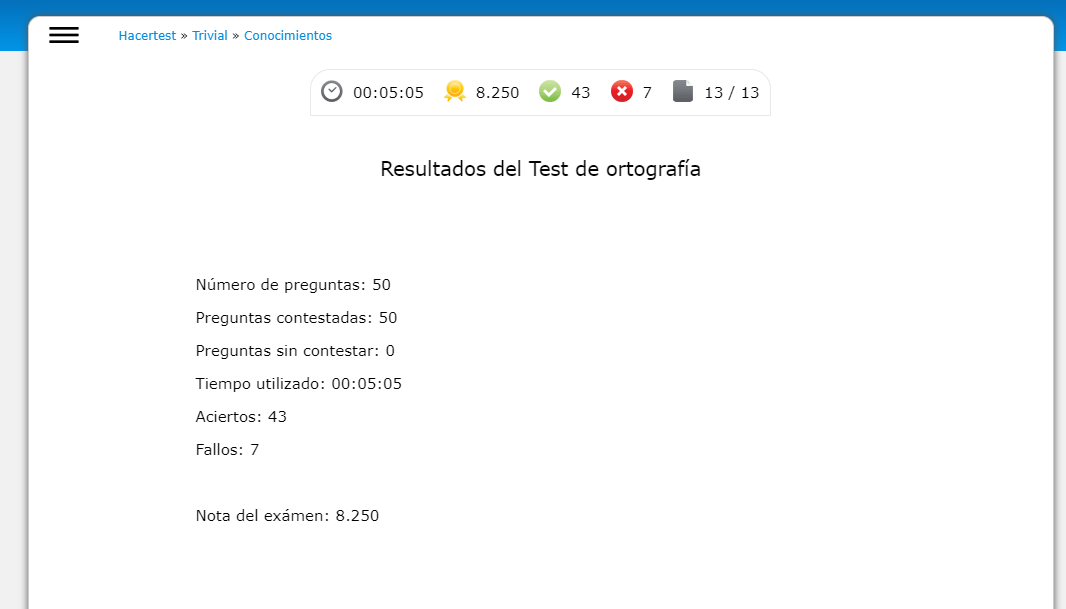 Hacertest » Trivial » Conocimientos
00:05:05 8.250 43 7 13 / 13
Resultados del Test de ortografía
Número de preguntas: 50
Preguntas contestadas: 50
Preguntas sin contestar: 0
Tiempo utilizado: 00:05:05
Aciertos: 43
Fallos: 7
Nota del exámen: 8.250